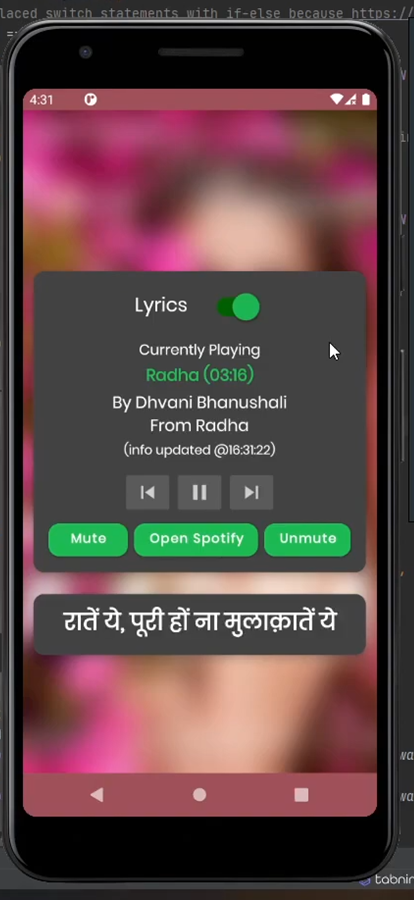 laced switch statements with if-else because https://
4:31
Lyrics
Currently Playing
Radha (03:16)
By Dhvani Bhanushali
From Radha
(info updated @16:31:22)
Mute
Open Spotify
Unmute
रातें ये, पूरी हों ना मुलाक़ातें ये